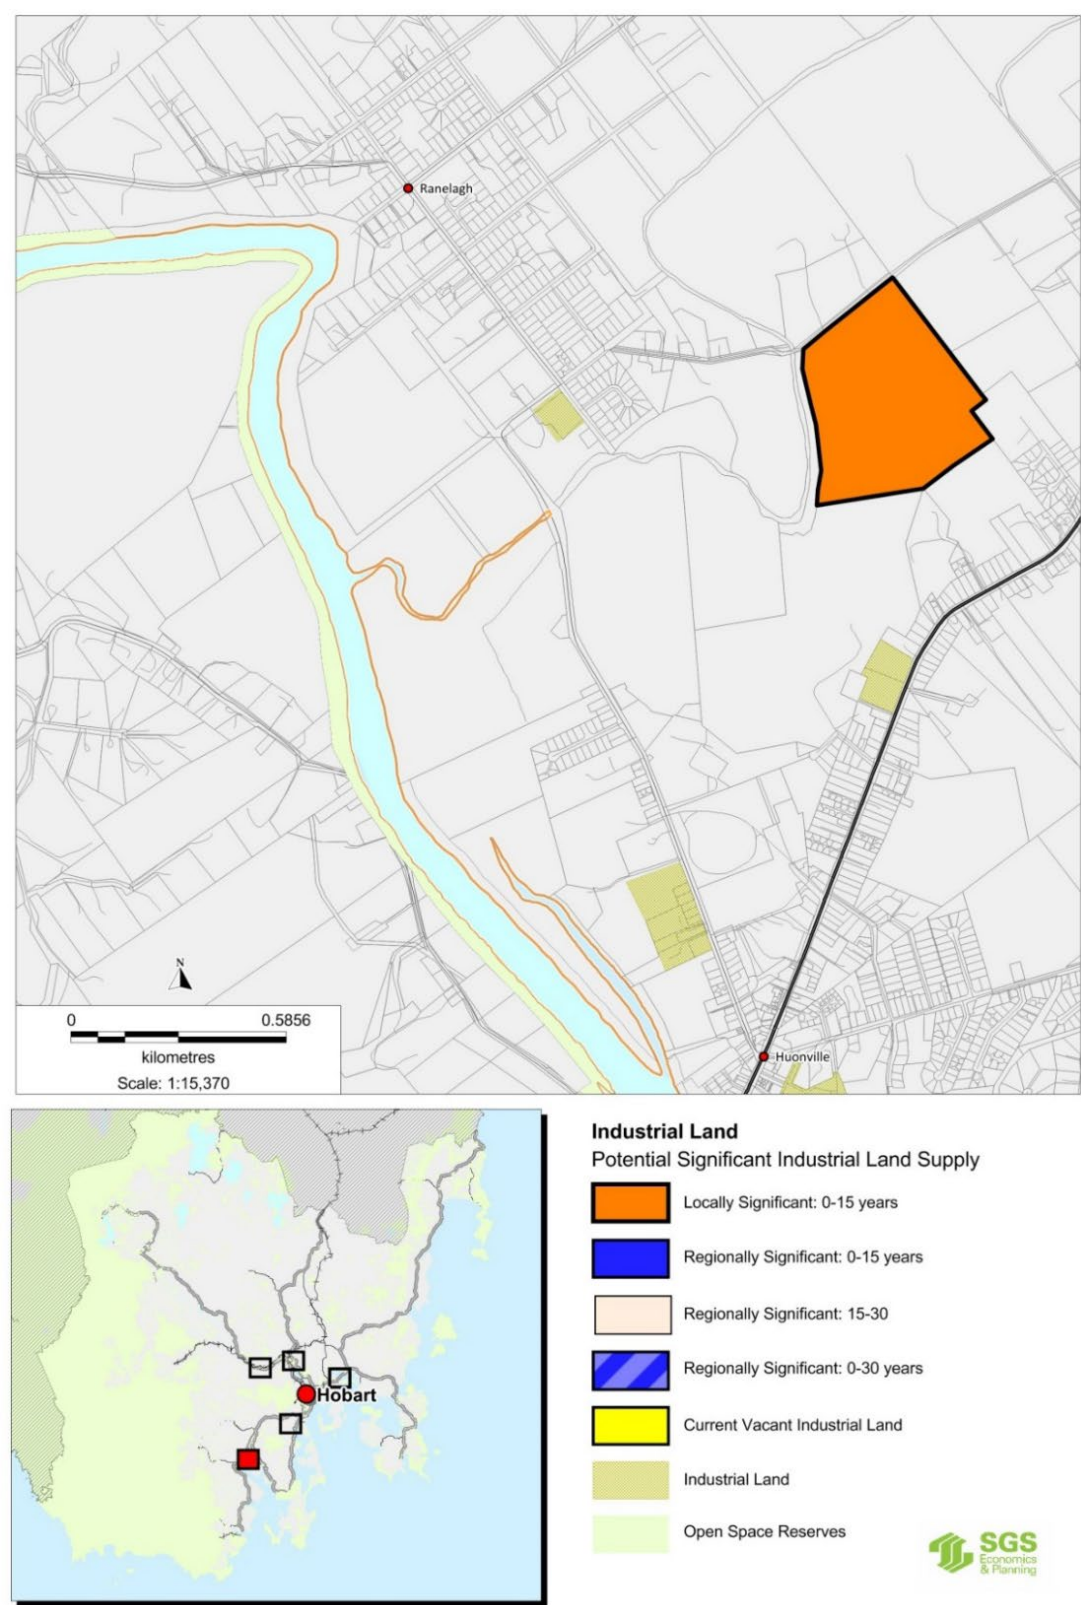 Ranelagh
Huonville
N
0 0.5856
kilometres
Scale: 1:15,370
Hobart
Industrial Land
Potential Significant Industrial Land Supply
Locally Significant: 0-15 years
Regionally Significant: 0-15 years
Regionally Significant: 15-30
Regionally Significant: 0-30 years
Current Vacant Industrial Land
Industrial Land
Open Space Reserves
SGS
Economics
& Planning